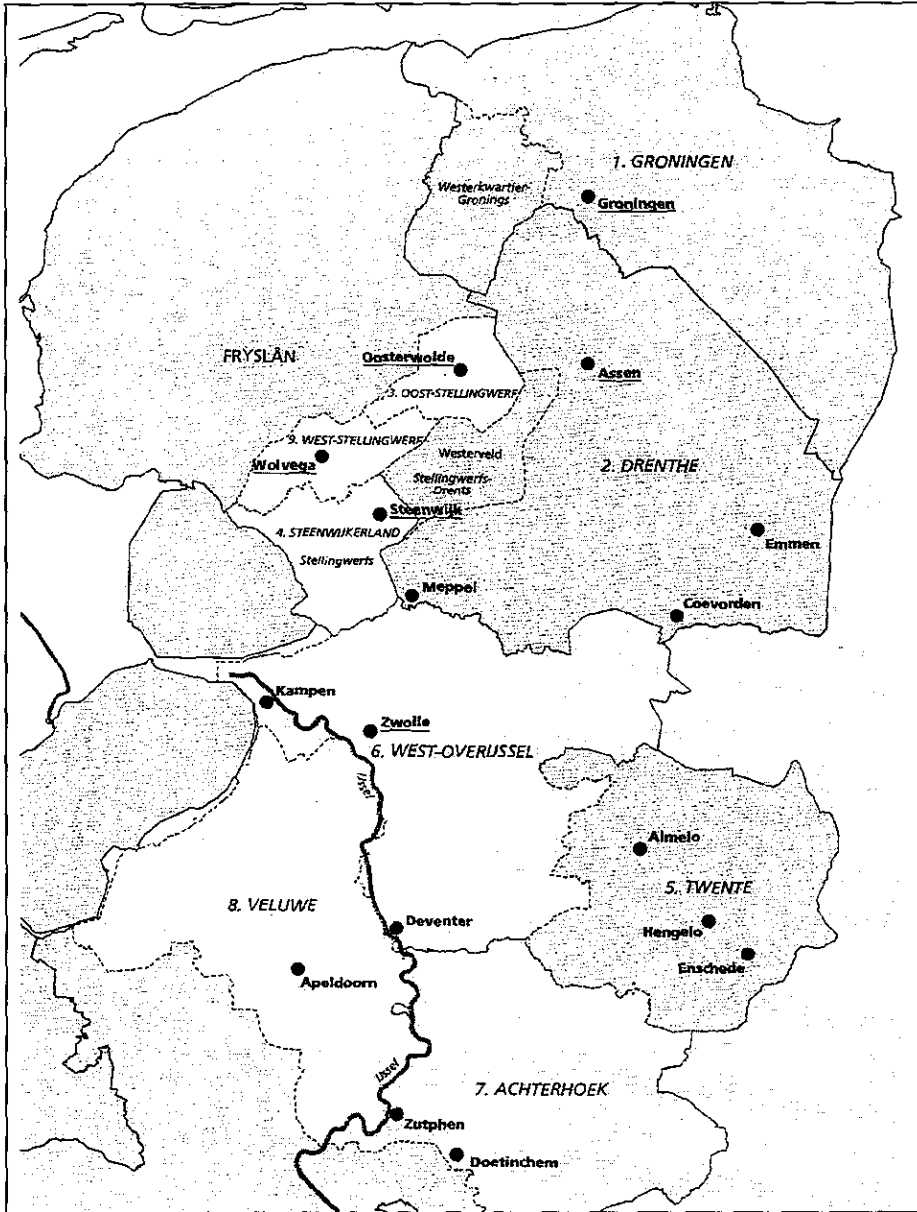 1. GRONINGEN
Westerkwartier-
Gronings
Groningen
FRYSLÂN
Oosterwolde
3. OOST-STELLINGWERF
Assen
9. WEST-STELLINGWERF
Wolvega
Westerveld
Stellingwerfs-
Drents
2. DRENTHE
Steenwijk
4. STEENWIJKERLAND
Stellingwerfs
Emmen
Meppel
Coevorden
Kampen
Zwolle
6. WEST-OVERIJSSEL
IJssel
Almelo
5. TWENTE
8. VELUWE
Deventer
Hengelo
Enschede
Apeldoorn
IJssel
7. ACHTERHOEK
Zutphen
Doetinchem